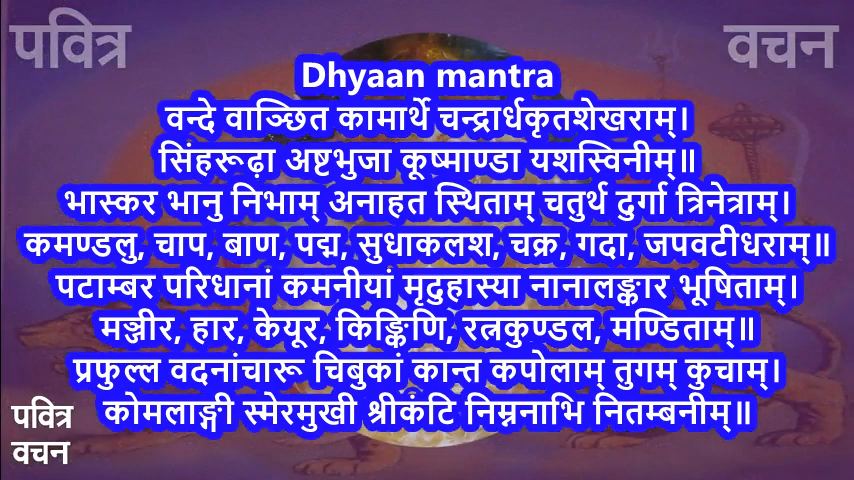 पवित्र
वचन
Dhyaan mantra
वन्दे वाञ्छित कामार्थे चन्द्रार्धकृतशेखराम्।
सिंहरूढ़ा अष्टभुजा कूष्माण्डा यशस्विनीम्॥
भास्कर भानु निभाम् अनाहत स्थिताम् चतुर्थ दुर्गा त्रिनेत्राम्।
कमण्डलु, चाप, बाण, पद्म, सुधाकलश, चक्र, गदा, जपवटीधराम्॥
पटाम्बर परिधानां कमनीयां मृदुहास्या नानालङ्कार भूषिताम्।
मञ्जीर, हार, केयूर, किङ्किणि, रत्नकुण्डल, मण्डिताम्॥
प्रफुल्ल वदनांचारू चिबुकां कान्त कपोलाम् तुगम् कुचाम्।
कोमलाङ्गी स्मेरमुखी श्रीकंटि निम्ननाभि नितम्बनीम्॥
पवित्र
वचन